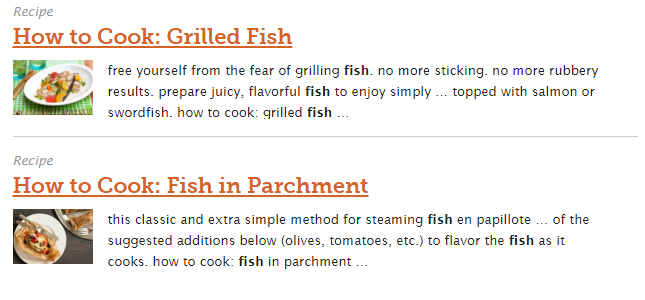 Recipe
How to Cook: Grilled Fish
free yourself from the fear of grilling fish. no more sticking. no more rubbery
results. prepare juicy, flavorful fish to enjoy simply ... topped with salmon or
swordfish. how to cook: grilled fish ...
Recipe
How to Cook: Fish in Parchment
this classic and extra simple method for steaming fish en papillote ... of the
suggested additions below (olives, tomatoes, etc.) to flavor the fish as it
cooks. how to cook: fish in parchment ...